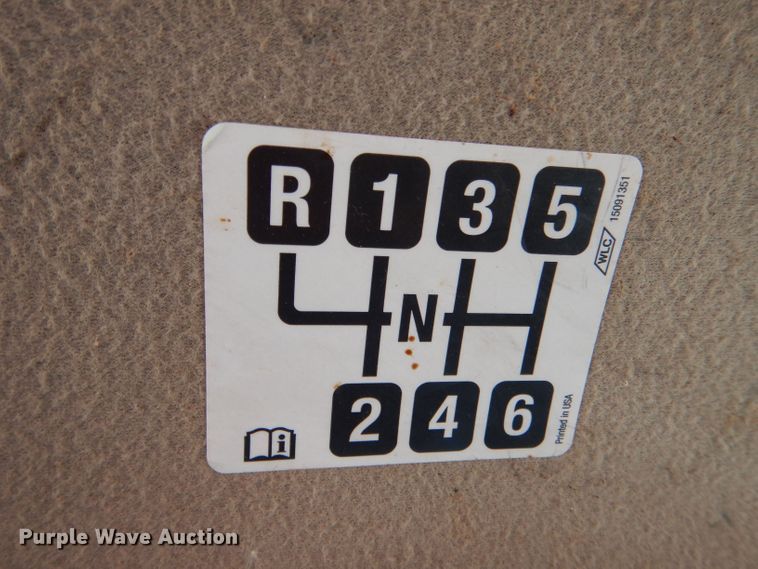 R 1 3 5
15091351
WLC
N
2 4 6
i
Printed in USA
Purple Wave Auction